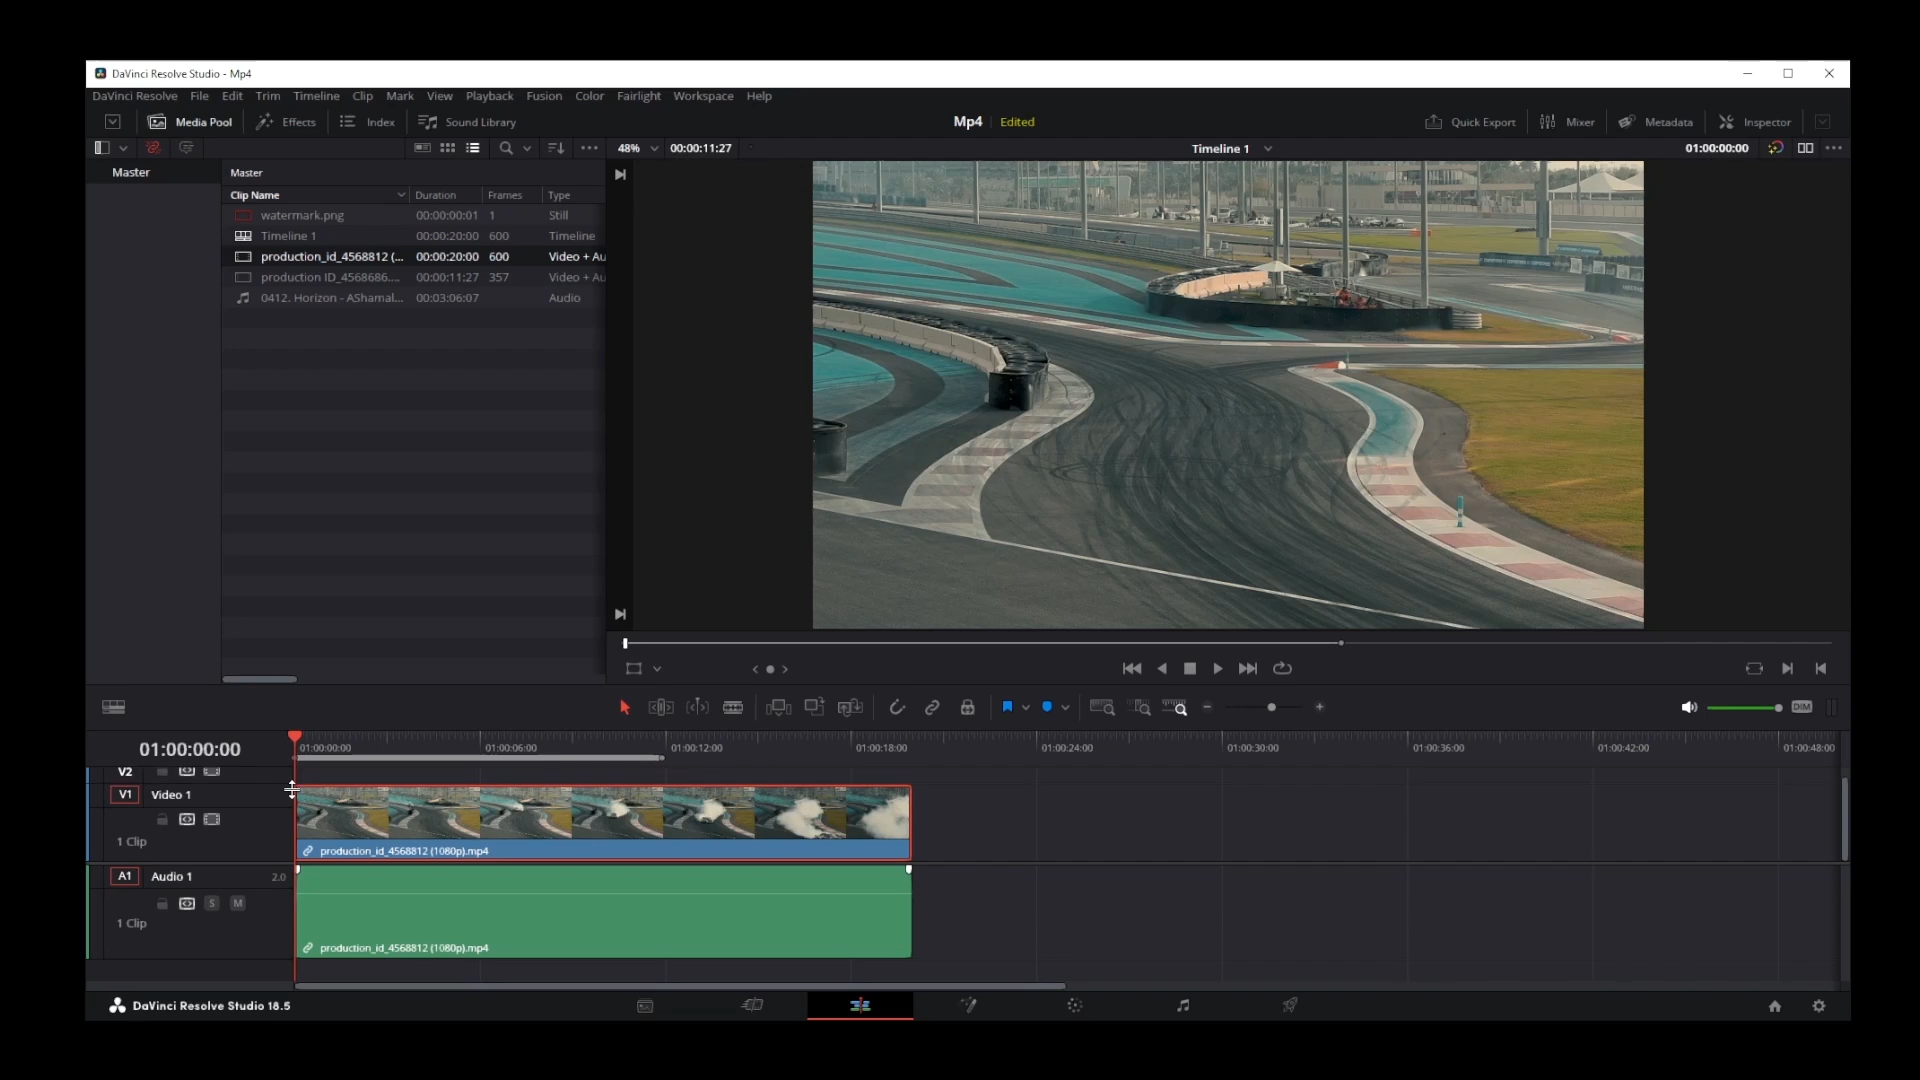 DaVinci Resolve Studio - Mp4
DaVinci Resolve File Edit Trim Timeline Clip Mark View Playback Fusion Color Fairlight Workspace Help
Media Pool Effects Index Sound Library Mp4 Edited Quick Export Mixer Metadata Inspector
48% 00:00:11:27 Timeline 1 01:00:00:00
Master Master
Clip Name Duration Frames Type
watermark.png 00:00:00:01 1 Still
Timeline 1 00:00:20:00 600 Timeline
production_id_4568812 (... 00:00:20:00 600 Video + Au
production ID_4568686.... 00:00:11:27 357 Video + Au
0412. Horizon - AShamal... 00:03:06:07 Audio
DIM
01:00:00:00 01:00:00:00 01:00:06:00 01:00:12:00 01:00:18:00 01:00:24:00 01:00:30:00 01:00:36:00 01:00:42:00 01:00:48:00
V2
V1 Video 1
1 Clip
production_id_4568812 (1080p).mp4
A1 Audio 1 2.0
S M
1 Clip
production_id_4568812 (1080p).mp4
DaVinci Resolve Studio 18.5